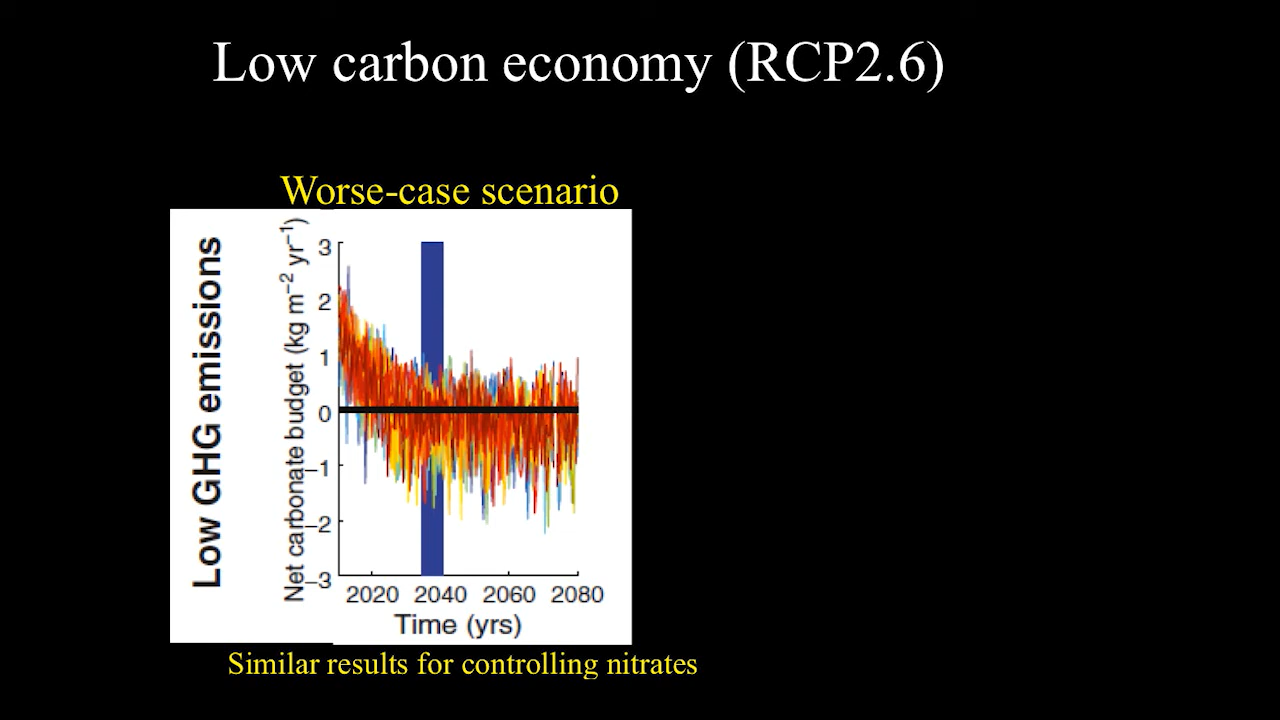 Low carbon economy (RCP2.6)
Worse-case scenario
Low GHG emissions
Net carbonate budget (kg m⁻² yr⁻¹)
3
2
1
0
−1
−2
−3
2020 2040 2060 2080
Time (yrs)
Similar results for controlling nitrates